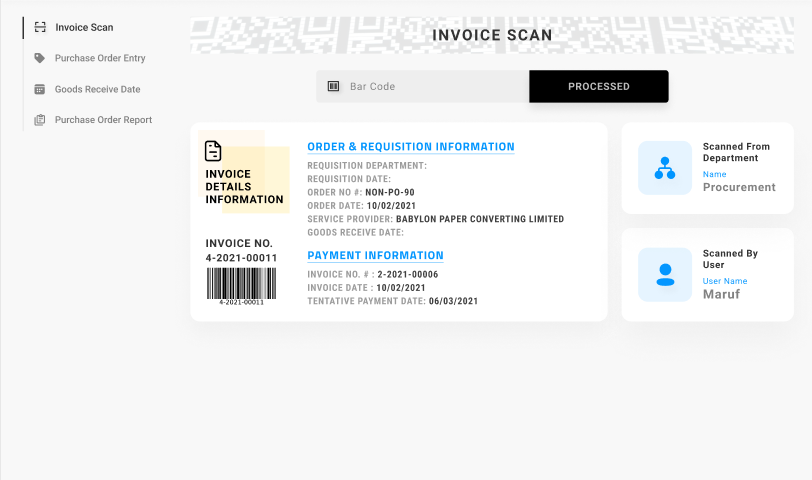 Invoice Scan
Purchase Order Entry
Goods Receive Date
Purchase Order Report
INVOICE SCAN
Bar Code
PROCESSED
INVOICE
DETAILS
INFORMATION
INVOICE NO.
4-2021-00011
4-2021-00011
ORDER & REQUISITION INFORMATION
REQUISITION DEPARTMENT:
REQUISITION DATE:
ORDER NO #: NON-PO-90
ORDER DATE: 10/02/2021
SERVICE PROVIDER: BABYLON PAPER CONVERTING LIMITED
GOODS RECEIVE DATE:
PAYMENT INFORMATION
INVOICE NO. # : 2-2021-00006
INVOICE DATE : 10/02/2021
TENTATIVE PAYMENT DATE: 06/03/2021
Scanned From
Department
Name
Procurement
Scanned By
User
User Name
Maruf